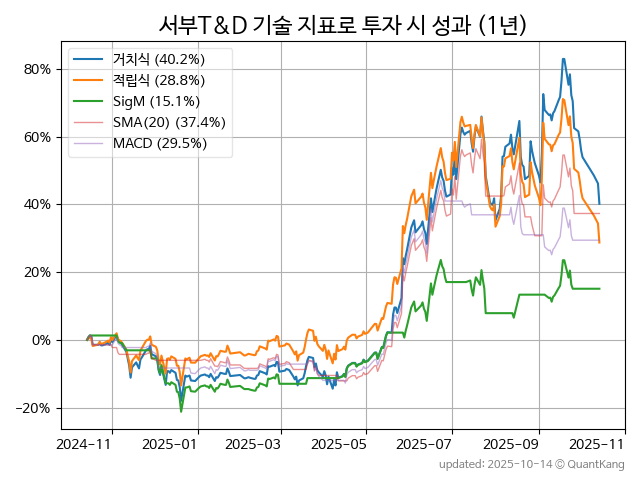 서부T&D 기술 지표로 투자 시 성과 (1년)
거치식 (40.2%)
적립식 (28.8%)
SigM (15.1%)
SMA(20) (37.4%)
MACD (29.5%)
80%
60%
40%
20%
0%
−20%
2024-11
2025-01
2025-03
2025-05
2025-07
2025-09
2025-11
updated: 2025-10-14 © QuantKang